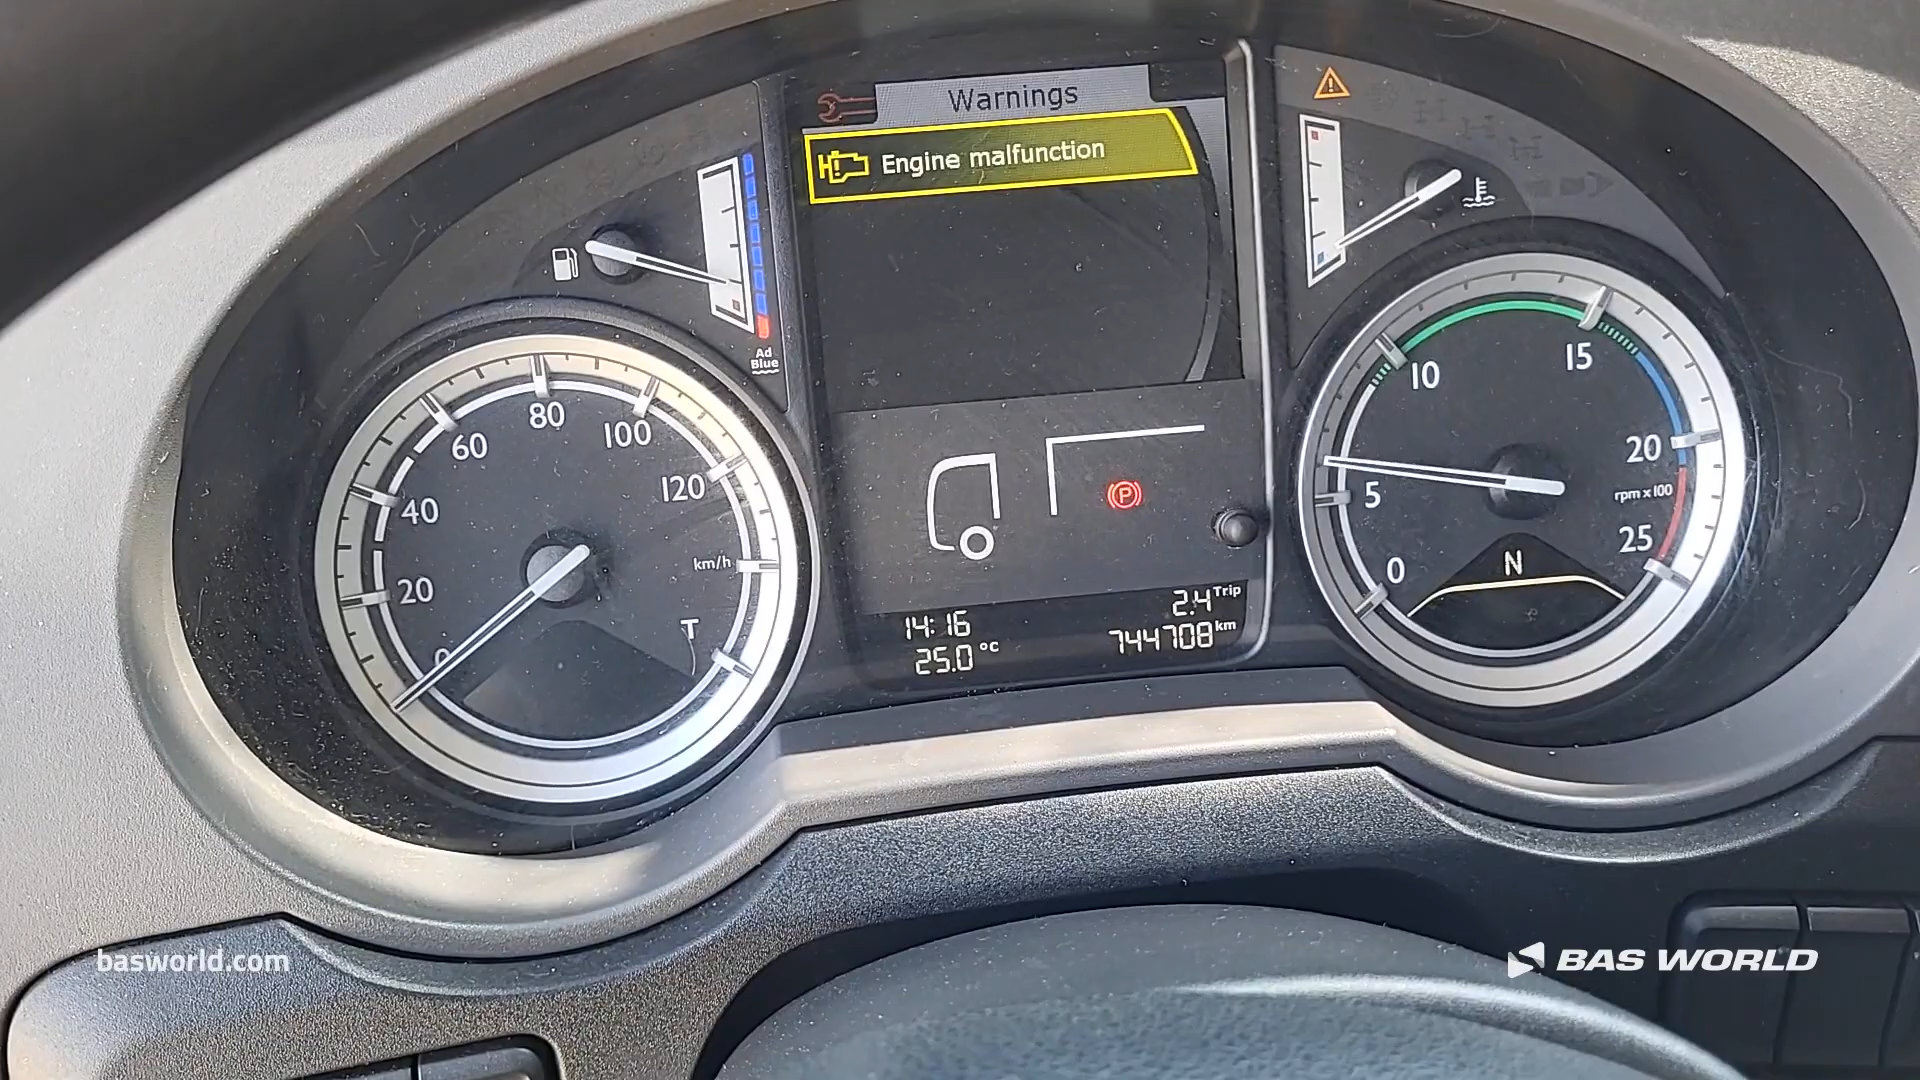 Warnings
Engine malfunction
Ad
Blue
0
20
40
60
80
100
120
km/h
T
P
14:16
25.0 °C
2.4 Trip
744708 km
0
5
10
15
20
25
rpm x 100
N
basworld.com
BAS WORLD